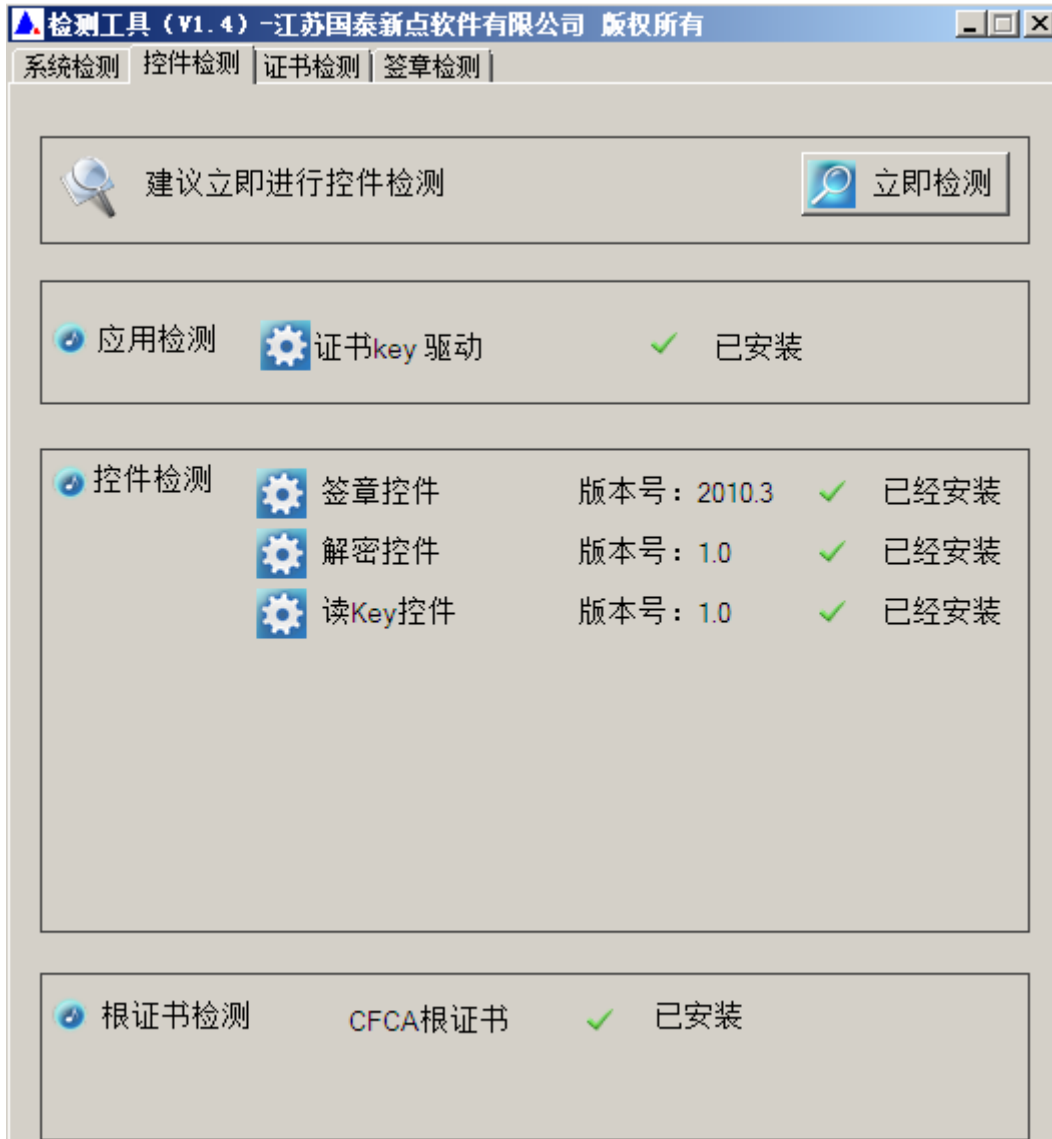 检测工具（V1.4）-江苏国泰新点软件有限公司 版权所有
系统检测 控件检测 证书检测 签章检测
建议立即进行控件检测 立即检测
应用检测 证书key 驱动 已安装
控件检测 签章控件 版本号：2010.3 已经安装
解密控件 版本号：1.0 已经安装
读Key控件 版本号：1.0 已经安装
根证书检测 CFCA根证书 已安装